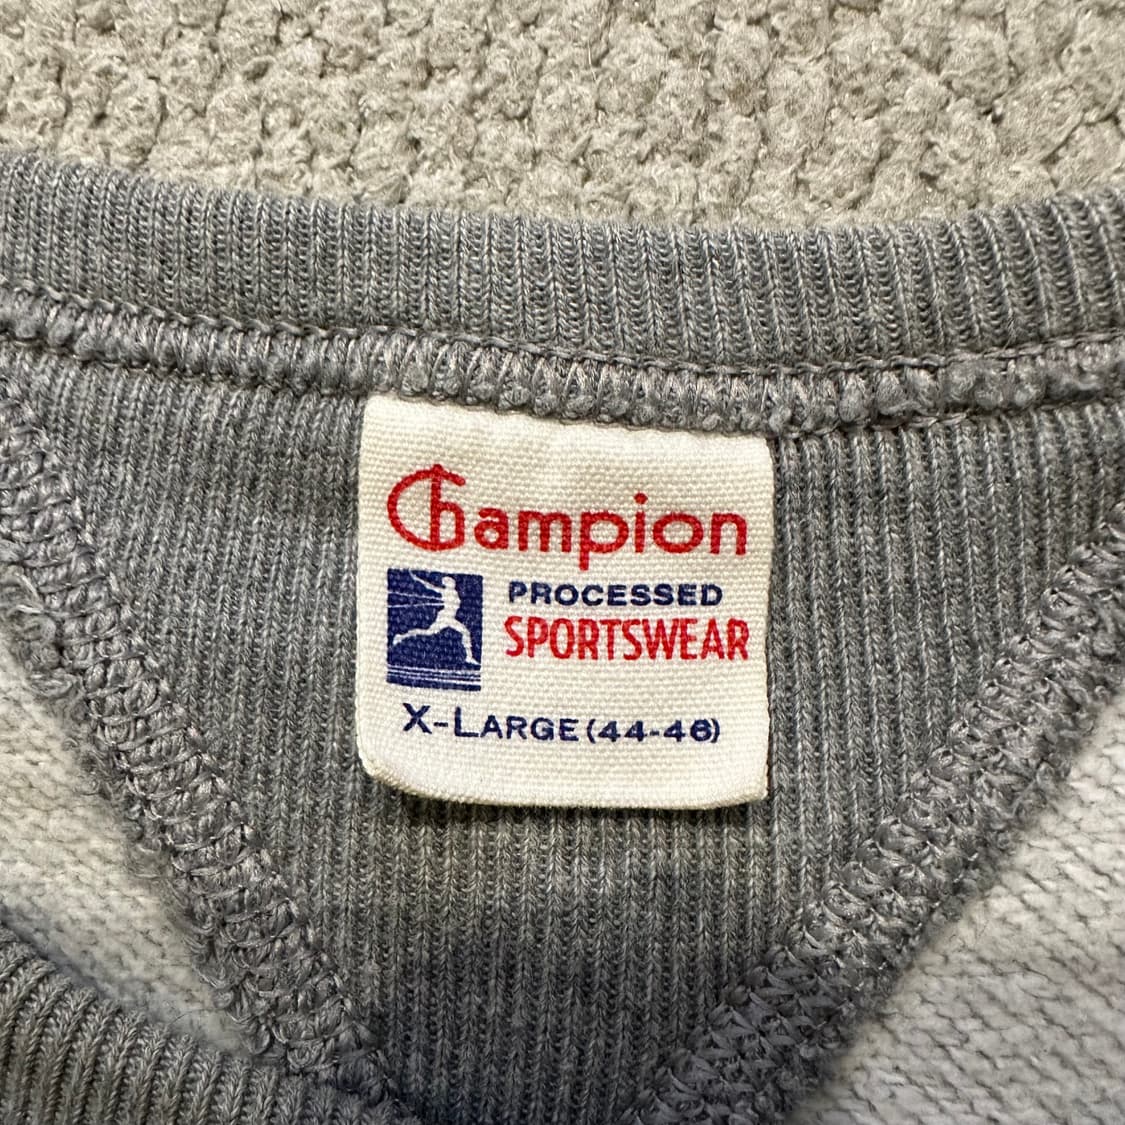 Champion
PROCESSED
SPORTSWEAR
X-LARGE (44-46)